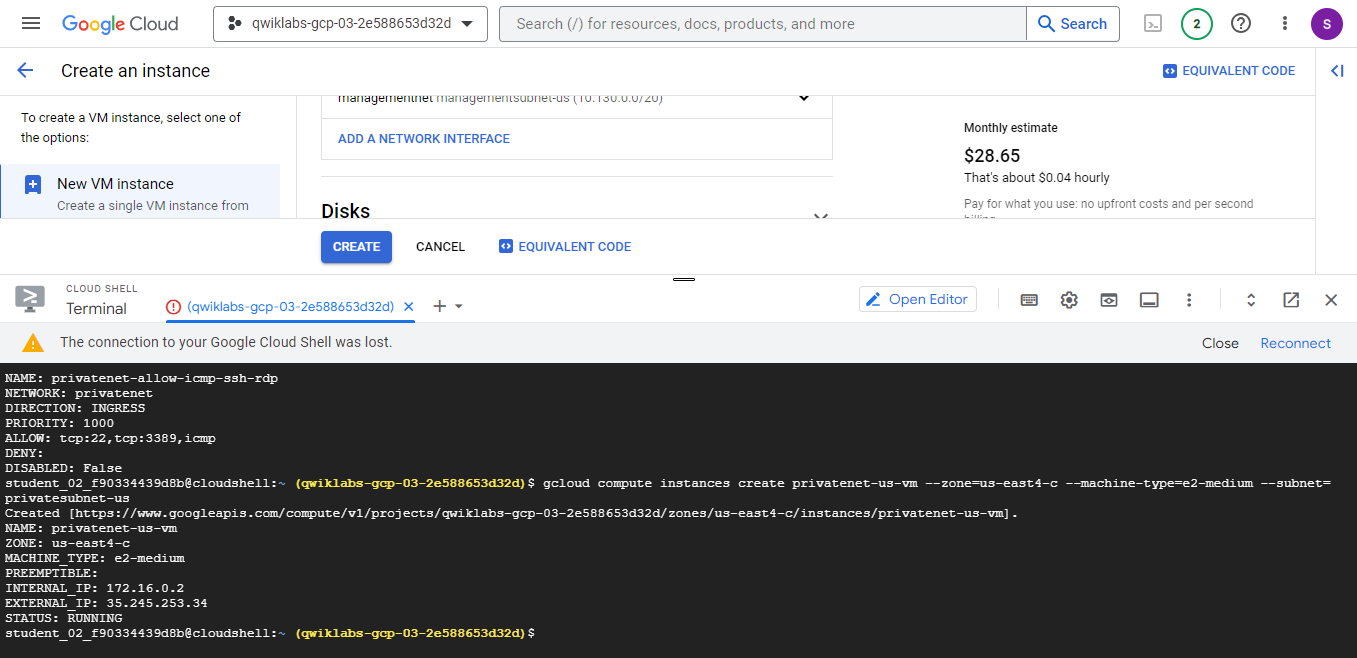 Google Cloud
qwiklabs-gcp-03-2e588653d32d
Search (/) for resources, docs, products, and more
Search
2
S
Create an instance
EQUIVALENT CODE
To create a VM instance, select one of
the options:
New VM instance
Create a single VM instance from
managementnet managementsubnet-us (10.130.0.0/20)
ADD A NETWORK INTERFACE
Disks
Monthly estimate
$28.65
That's about $0.04 hourly
Pay for what you use: no upfront costs and per second
billing
CREATE
CANCEL
EQUIVALENT CODE
CLOUD SHELL
Terminal
(qwiklabs-gcp-03-2e588653d32d)
Open Editor
The connection to your Google Cloud Shell was lost.
Close
Reconnect
NAME: privatenet-allow-icmp-ssh-rdp
NETWORK: privatenet
DIRECTION: INGRESS
PRIORITY: 1000
ALLOW: tcp:22,tcp:3389,icmp
DENY:
DISABLED: False
student_02_f90334439d8b@cloudshell:~ (qwiklabs-gcp-03-2e588653d32d)$ gcloud compute instances create privatenet-us-vm --zone=us-east4-c --machine-type=e2-medium --subnet=
privatesubnet-us
Created [https://www.googleapis.com/compute/v1/projects/qwiklabs-gcp-03-2e588653d32d/zones/us-east4-c/instances/privatenet-us-vm].
NAME: privatenet-us-vm
ZONE: us-east4-c
MACHINE_TYPE: e2-medium
PREEMPTIBLE:
INTERNAL_IP: 172.16.0.2
EXTERNAL_IP: 35.245.253.34
STATUS: RUNNING
student_02_f90334439d8b@cloudshell:~ (qwiklabs-gcp-03-2e588653d32d)$